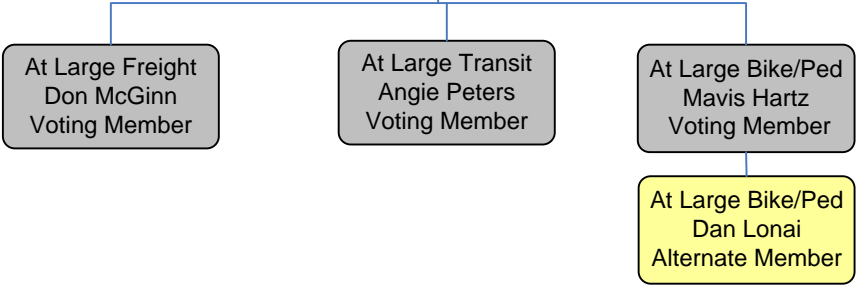 At Large Freight
Don McGinn
Voting Member
At Large Transit
Angie Peters
Voting Member
At Large Bike/Ped
Mavis Hartz
Voting Member
At Large Bike/Ped
Dan Lonai
Alternate Member